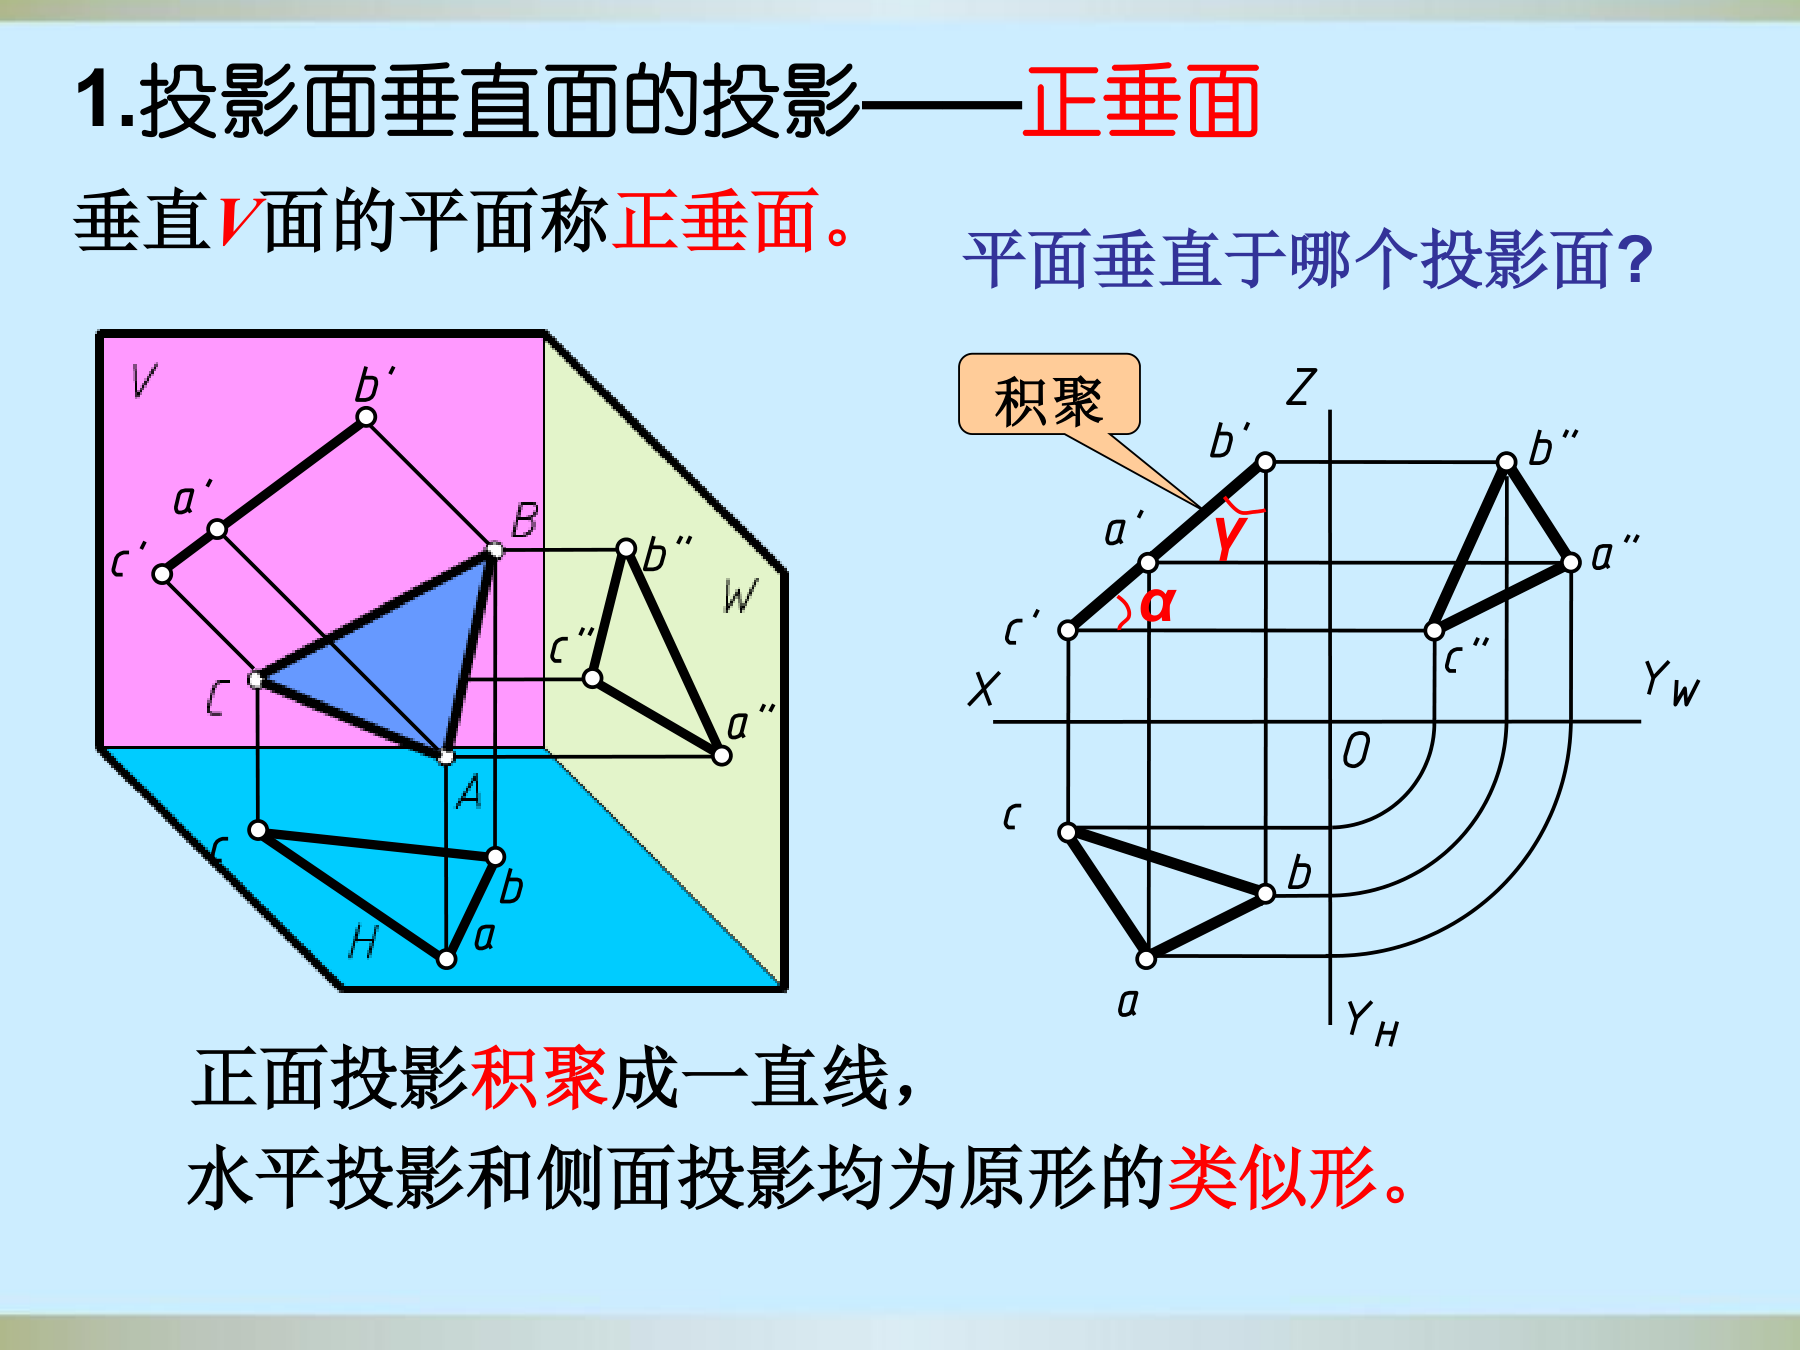 1.投影面垂直面的投影——正垂面
垂直V面的平面称正垂面。
平面垂直于哪个投影面?
积聚
V
b′
a′
c′
B
b″
W
c″
C
a″
A
c
b
a
H
Z
b′
b″
a′
γ
a″
α
c′
c″
X
Y W
O
c
b
a
Y H
正面投影积聚成一直线,
水平投影和侧面投影均为原形的类似形。